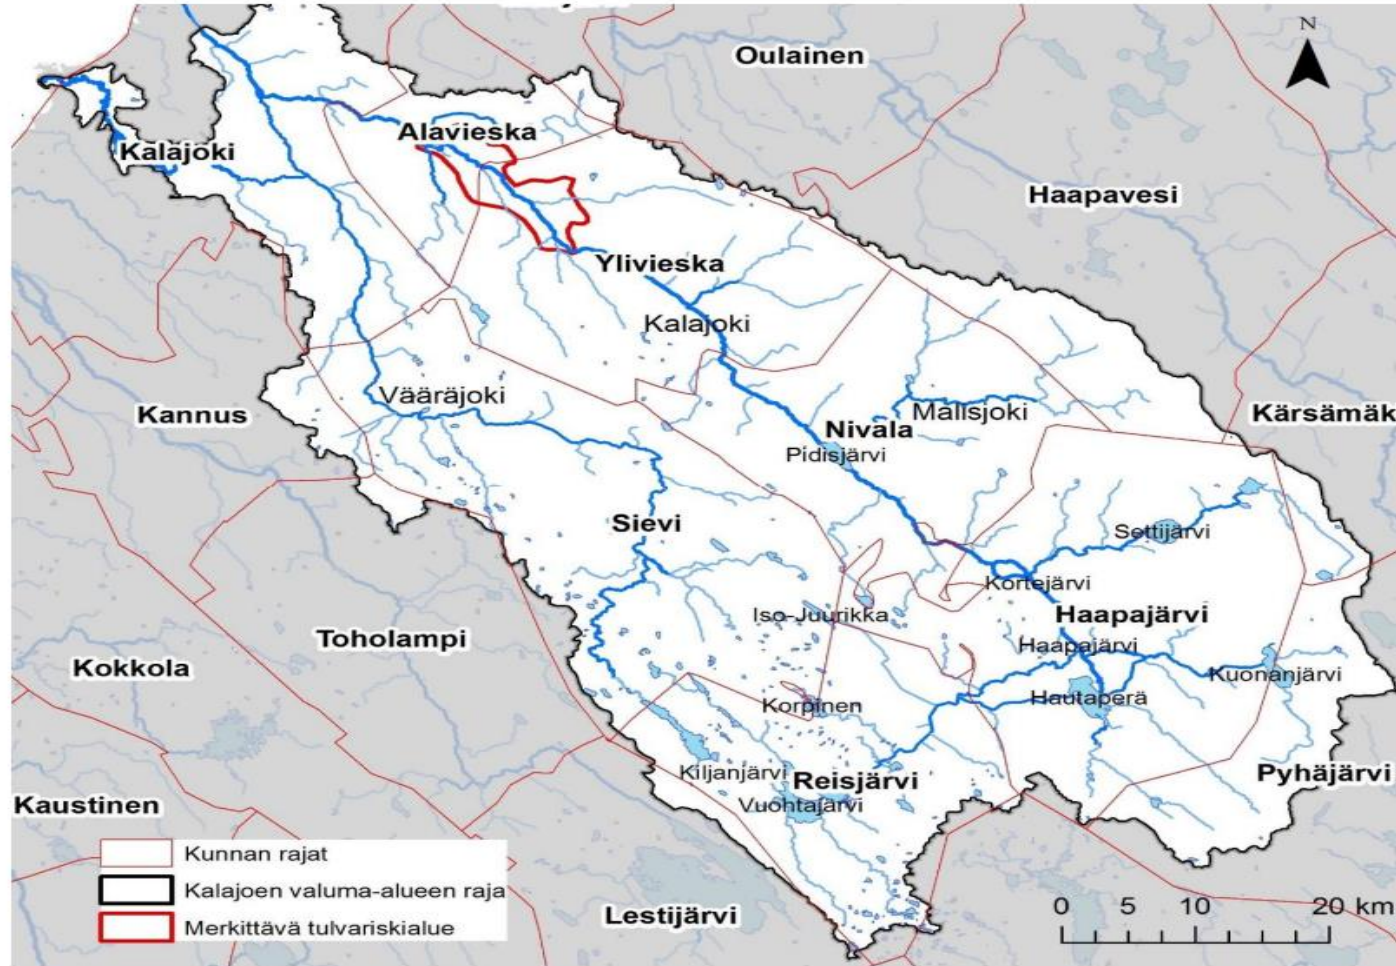 Oulainen
N
Alavieska
Kalajoki
Haapavesi
Ylivieska
Kalajoki
Vääräjoki
Kannus
Malisjoki
Kärsämäk
Nivala
Pidisjärvi
Sievi
Settijärvi
Kortejärvi
Iso-Juurikka
Haapajärvi
Toholampi
Haapajärvi
Kokkola
Kuonanjärvi
Hautaperä
Korpinen
Kiljanjärvi
Reisjärvi
Pyhäjärvi
Vuohtajärvi
Kaustinen
Kunnan rajat
Kalajoen valuma-alueen raja
Merkittävä tulvariskialue
Lestijärvi
0 5 10 20 km